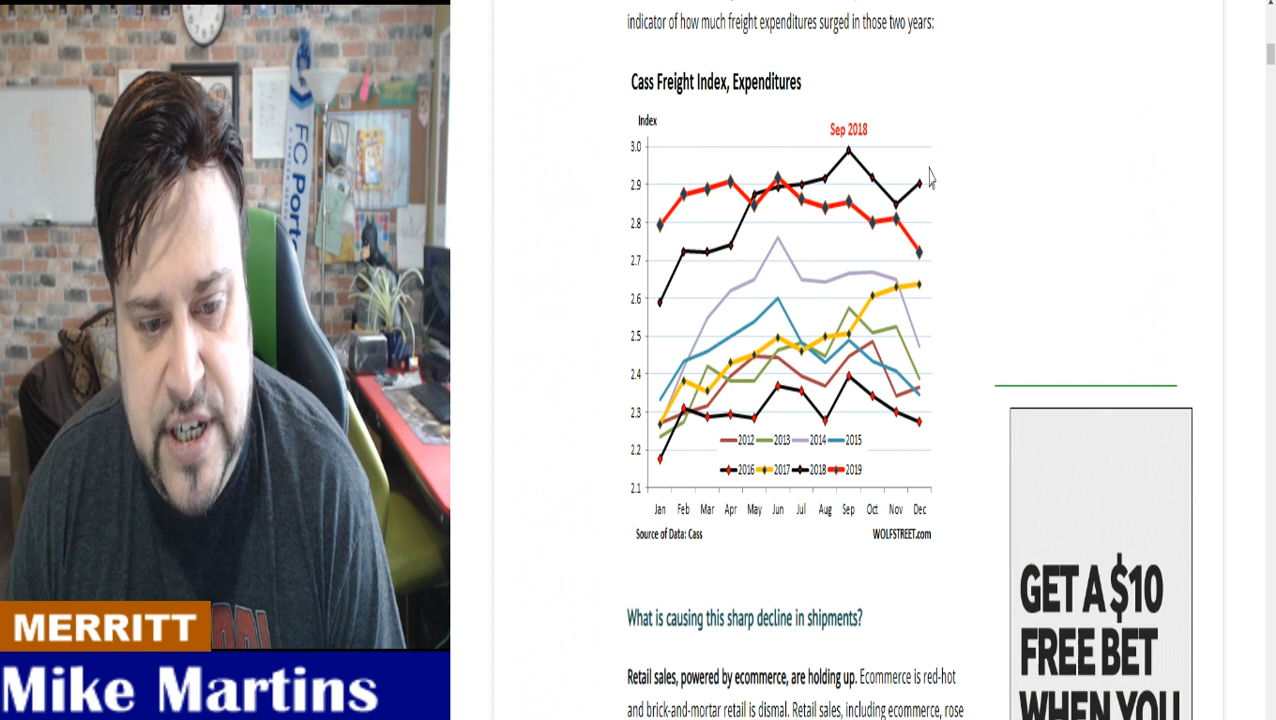 FC Porto
MERRITT
Mike Martins
indicator of how much freight expenditures surged in those two years:
Cass Freight Index, Expenditures
Index
Sep 2018
3.0
2.9
2.8
2.7
2.6
2.5
2.4
2.3
2.2
2.1
2012 2013 2014 2015
2016 2017 2018 2019
Jan Feb Mar Apr May Jun Jul Aug Sep Oct Nov Dec
Source of Data: Cass WOLFSTREET.com
What is causing this sharp decline in shipments?
Retail sales, powered by ecommerce, are holding up. Ecommerce is red-hot
and brick-and-mortar retail is dismal. Retail sales, including ecommerce, rose
GET A $10
FREE BET
WHEN YOU